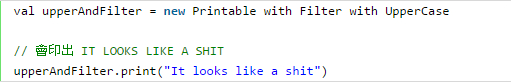 val upperAndFilter = new Printable with Filter with UpperCase
// 會印出 IT LOOKS LIKE A SHIT
upperAndFilter.print("It looks like a shit")